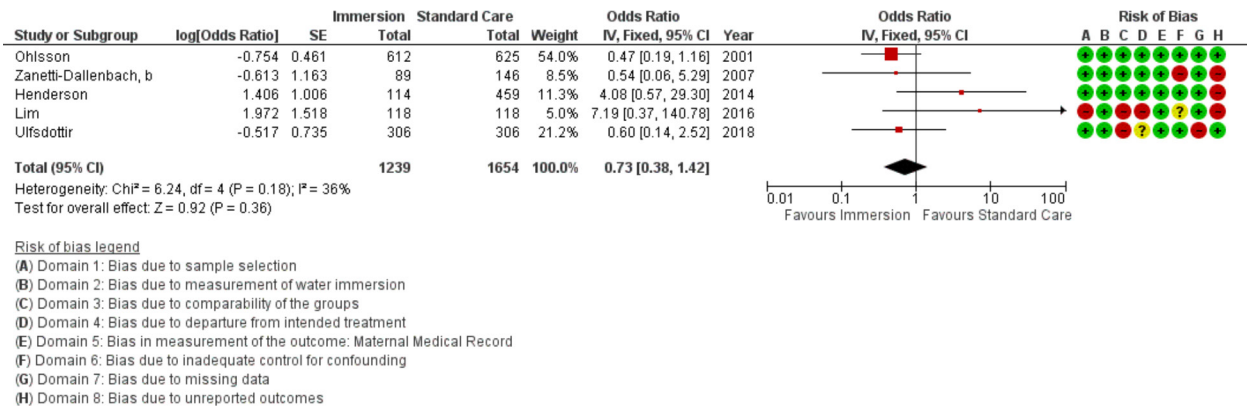 Immersion Standard Care Odds Ratio Odds Ratio Risk of Bias
Study or Subgroup log[Odds Ratio] SE Total Total Weight IV, Fixed, 95% CI Year IV, Fixed, 95% CI A B C D E F G H
Ohlsson -0.754 0.461 612 625 54.0% 0.47 [0.19, 1.16] 2001 + + + + + + + +
Zanetti-Dallenbach, b -0.613 1.163 89 146 8.5% 0.54 [0.06, 5.29] 2007 + + + + + - + -
Henderson 1.406 1.006 114 459 11.3% 4.08 [0.57, 29.30] 2014 + + + + + + + -
Lim 1.972 1.518 118 118 5.0% 7.19 [0.37, 140.78] 2016 - + - - + ? - -
Ulfsdottir -0.517 0.735 306 306 21.2% 0.60 [0.14, 2.52] 2018 + + + ? + + - +
Total (95% CI) 1239 1654 100.0% 0.73 [0.38, 1.42]
Heterogeneity: Chi² = 6.24, df = 4 (P = 0.18); I² = 36%
Test for overall effect: Z = 0.92 (P = 0.36)
0.01 0.1 1 10 100
Favours Immersion Favours Standard Care
Risk of bias legend
(A) Domain 1: Bias due to sample selection
(B) Domain 2: Bias due to measurement of water immersion
(C) Domain 3: Bias due to comparability of the groups
(D) Domain 4: Bias due to departure from intended treatment
(E) Domain 5: Bias in measurement of the outcome: Maternal Medical Record
(F) Domain 6: Bias due to inadequate control for confounding
(G) Domain 7: Bias due to missing data
(H) Domain 8: Bias due to unreported outcomes